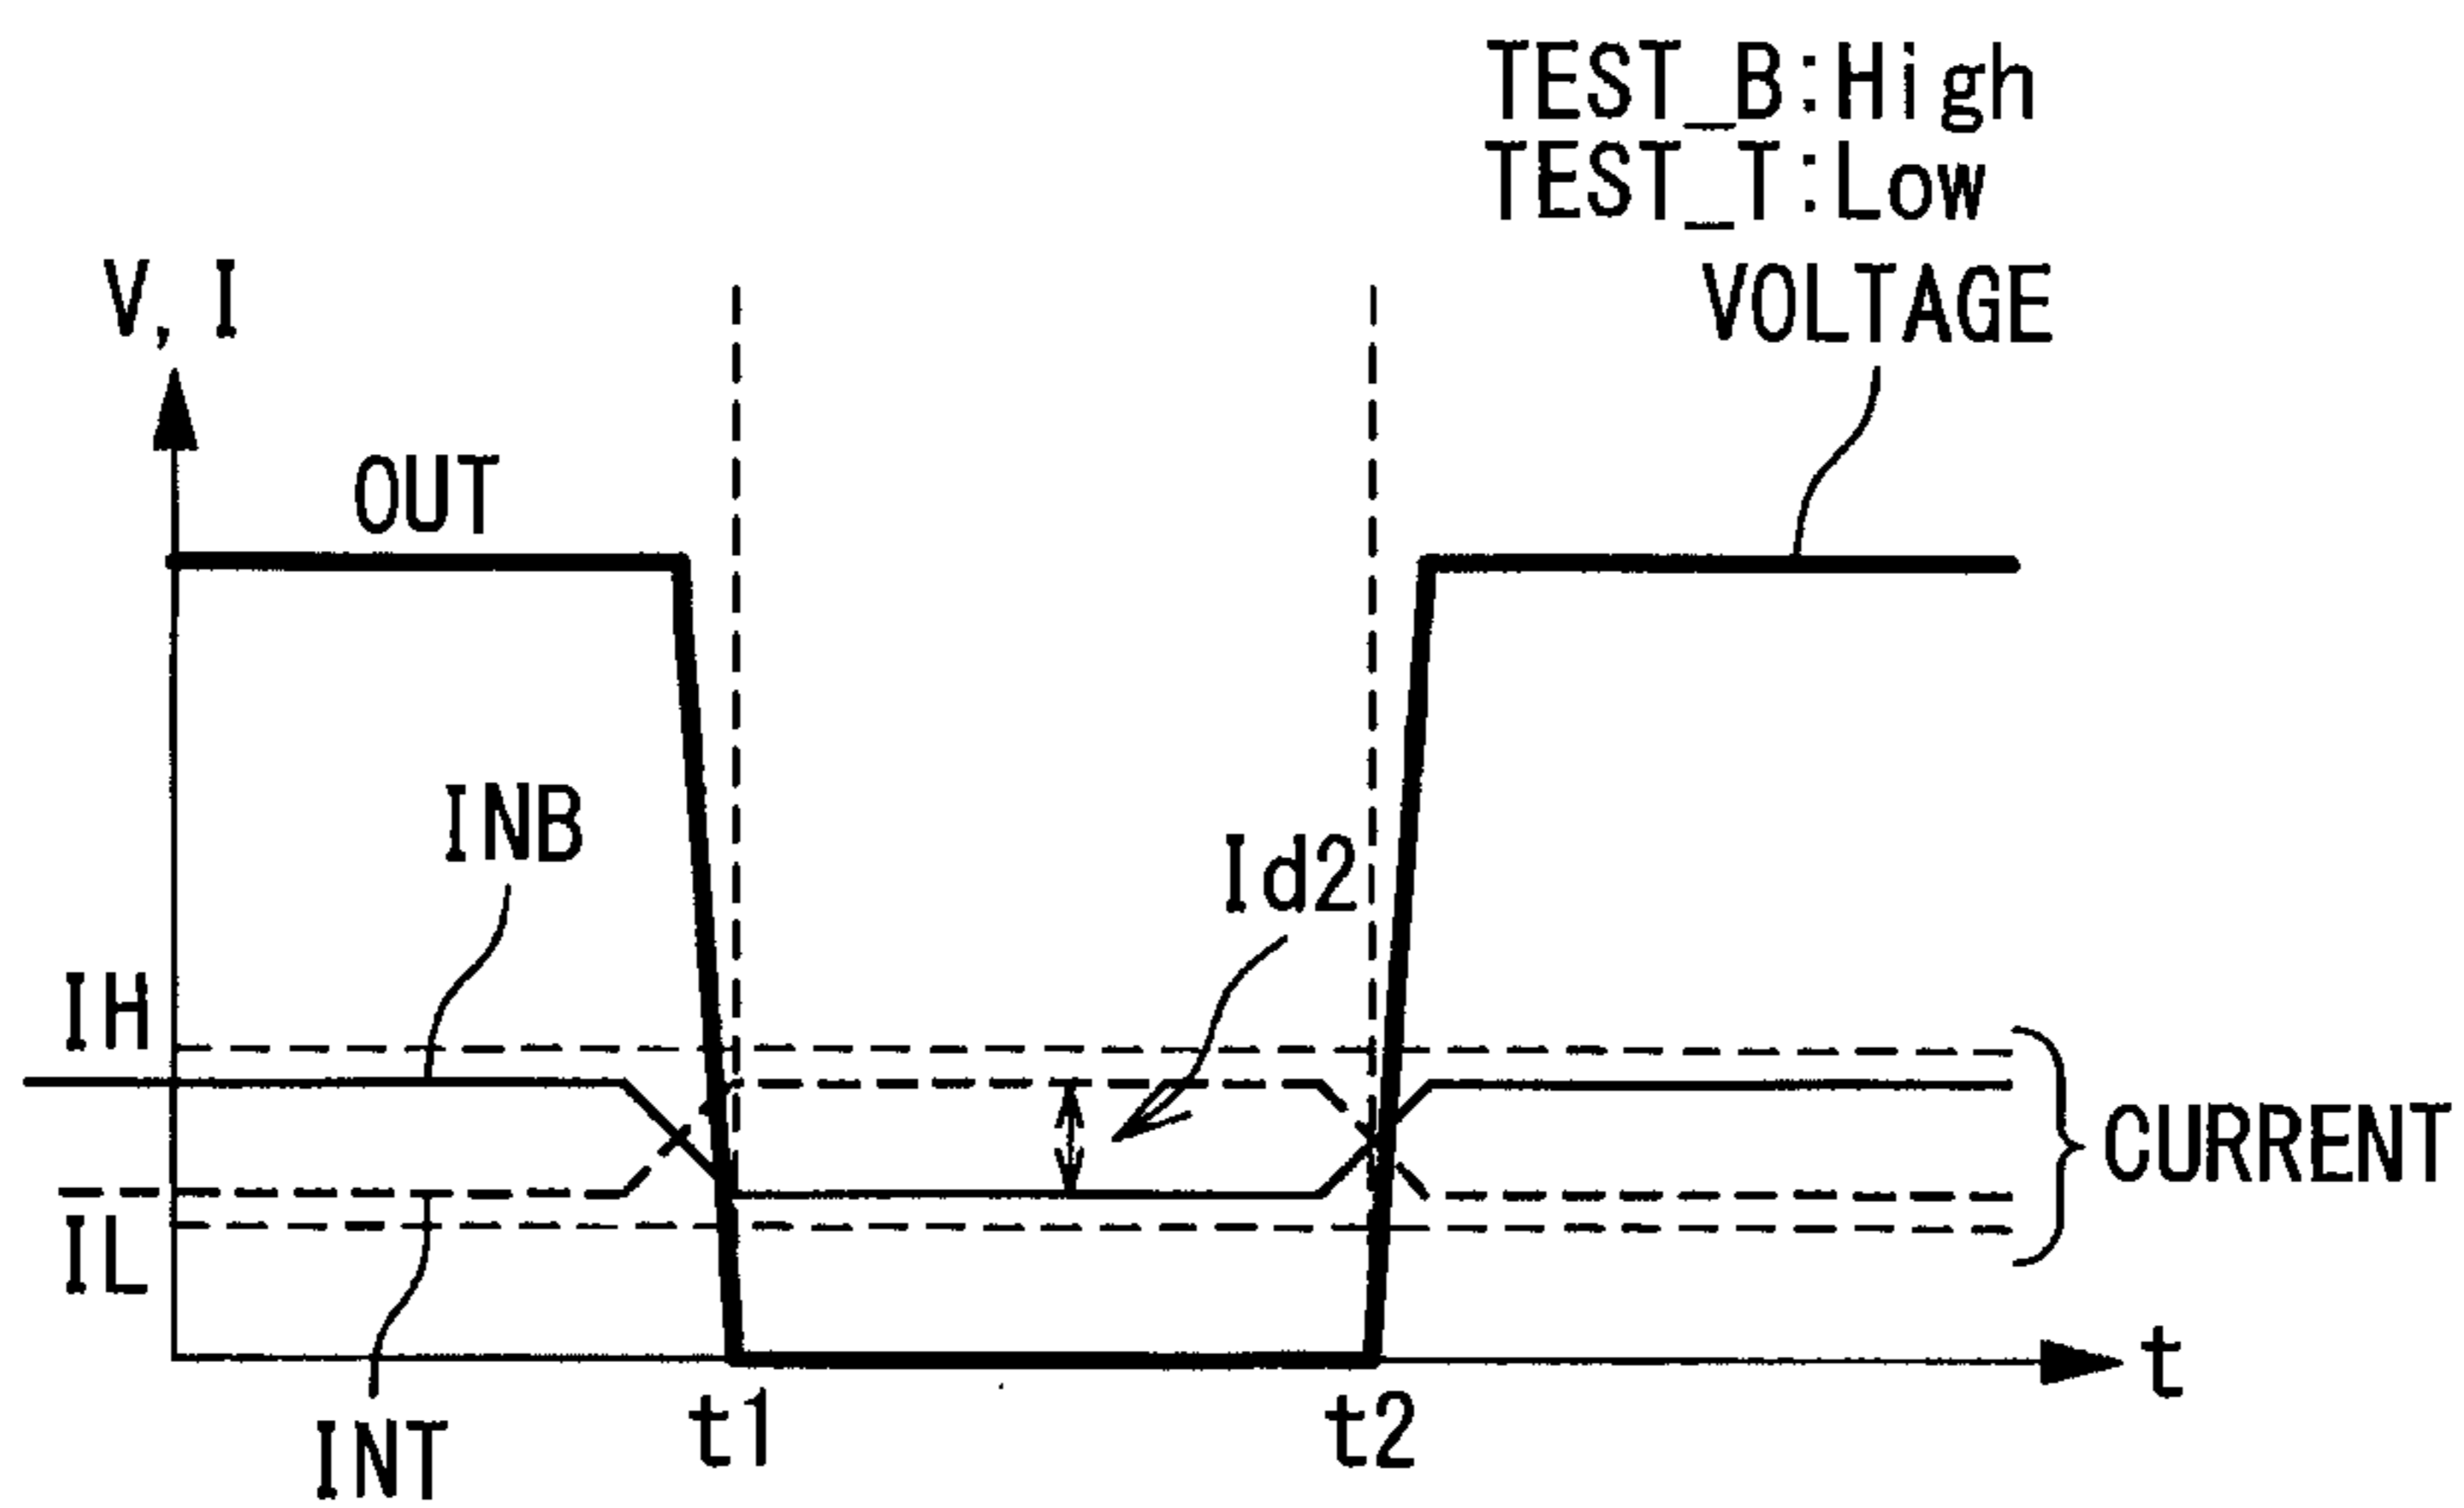 TEST_B:High
TEST_T:Low
VOLTAGE
V, I
OUT
INB
Id2
IH
IL
CURRENT
t
t1
t2
INT